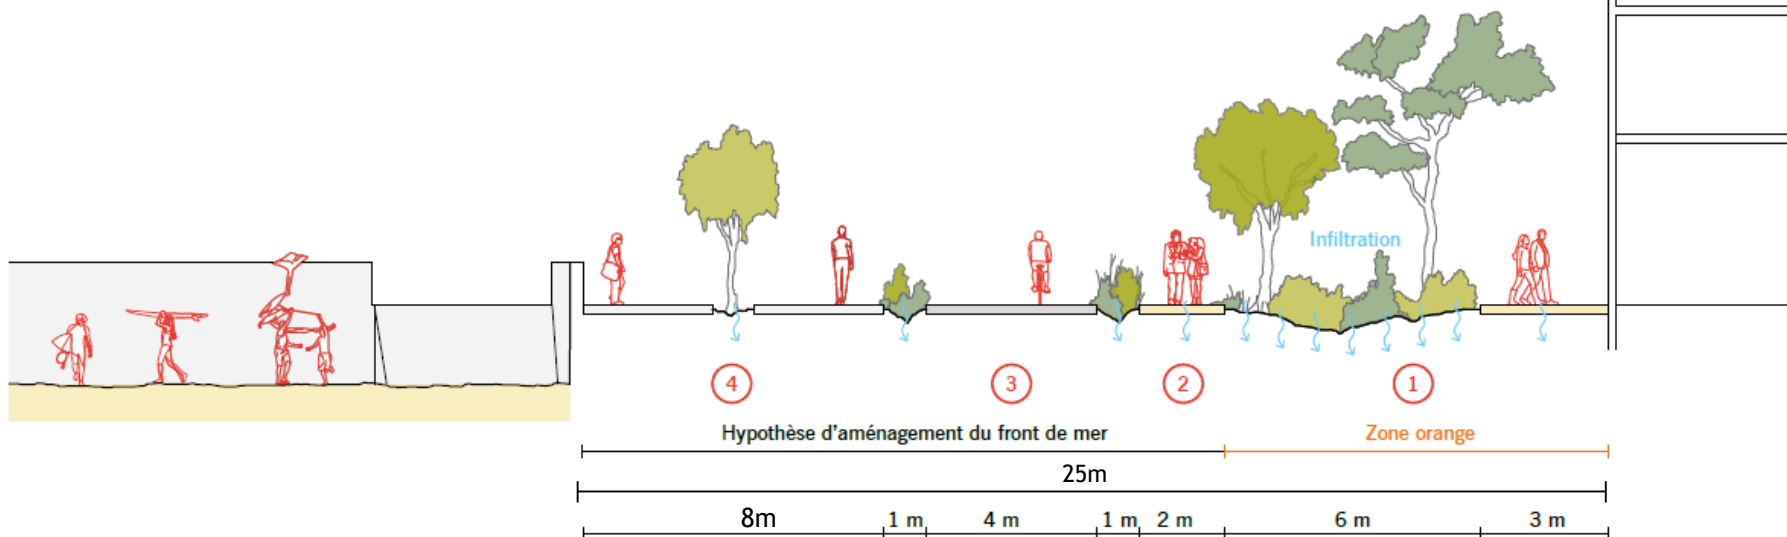 Infiltration
4
3
2
1
Hypothèse d'aménagement du front de mer
Zone orange
25m
8m
1 m
4 m
1 m
2 m
6 m
3 m